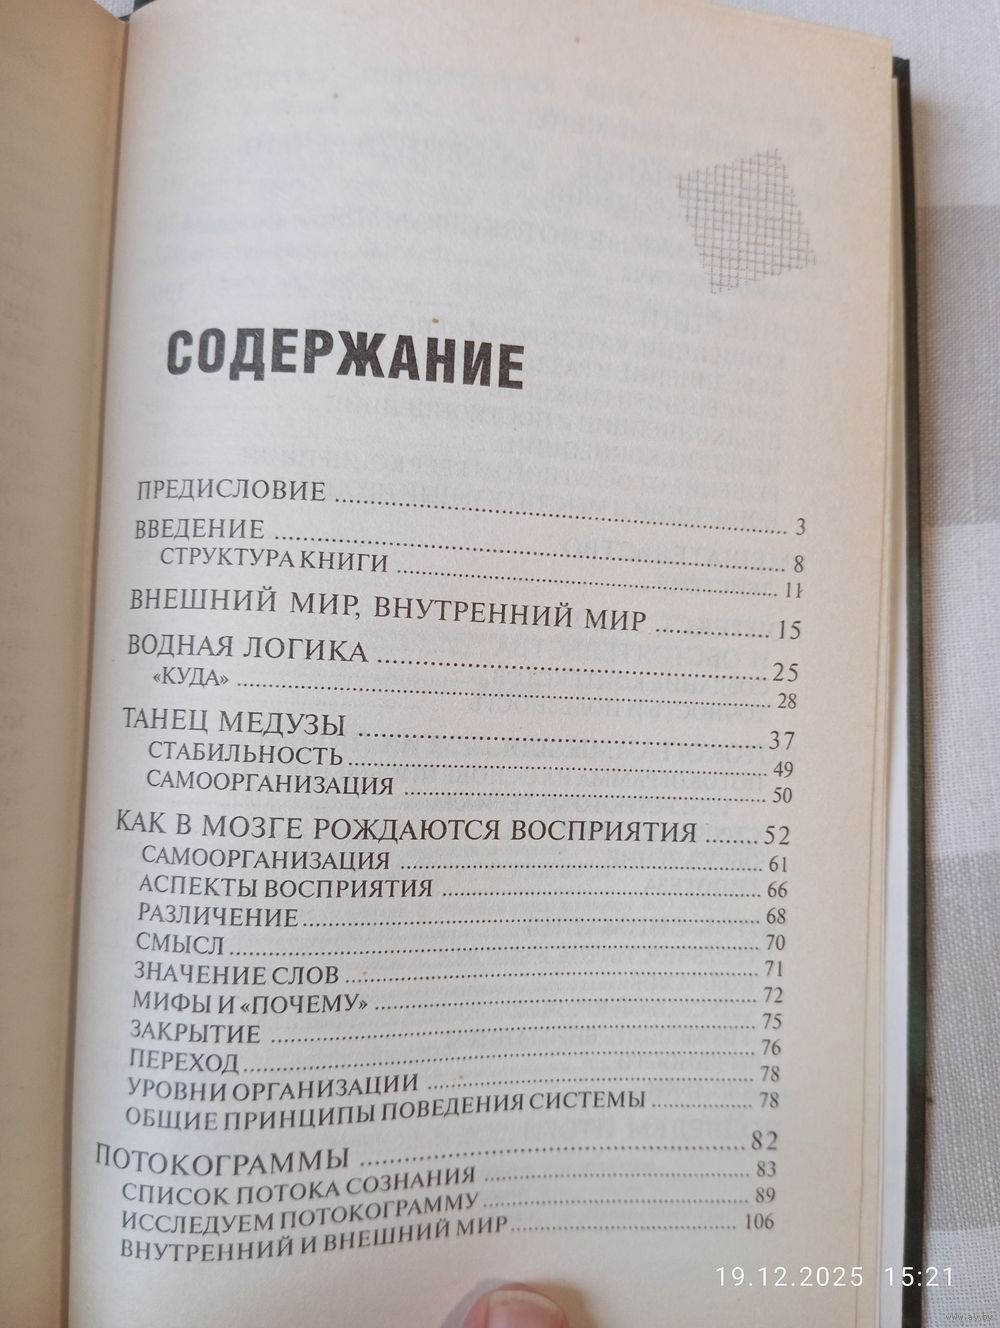 СОДЕРЖАНИЕ
ПРЕДИСЛОВИЕ ........ 3
ВВЕДЕНИЕ ........ 8
СТРУКТУРА КНИГИ ........ 11
ВНЕШНИЙ МИР, ВНУТРЕННИЙ МИР ........ 15
ВОДНАЯ ЛОГИКА ........ 25
«КУДА» ........ 28
ТАНЕЦ МЕДУЗЫ ........ 37
СТАБИЛЬНОСТЬ ........ 49
САМООРГАНИЗАЦИЯ ........ 50
КАК В МОЗГЕ РОЖДАЮТСЯ ВОСПРИЯТИЯ ........ 52
САМООРГАНИЗАЦИЯ ........ 61
АСПЕКТЫ ВОСПРИЯТИЯ ........ 66
РАЗЛИЧЕНИЕ ........ 68
СМЫСЛ ........ 70
ЗНАЧЕНИЕ СЛОВ ........ 71
МИФЫ И «ПОЧЕМУ» ........ 72
ЗАКРЫТИЕ ........ 75
ПЕРЕХОД ........ 76
УРОВНИ ОРГАНИЗАЦИИ ........ 78
ОБЩИЕ ПРИНЦИПЫ ПОВЕДЕНИЯ СИСТЕМЫ ........ 78
ПОТОКОГРАММЫ ........ 82
СПИСОК ПОТОКА СОЗНАНИЯ ........ 83
ИССЛЕДУЕМ ПОТОКОГРАММУ ........ 89
ВНУТРЕННИЙ И ВНЕШНИЙ МИР ........ 106
19.12.2025 15:21